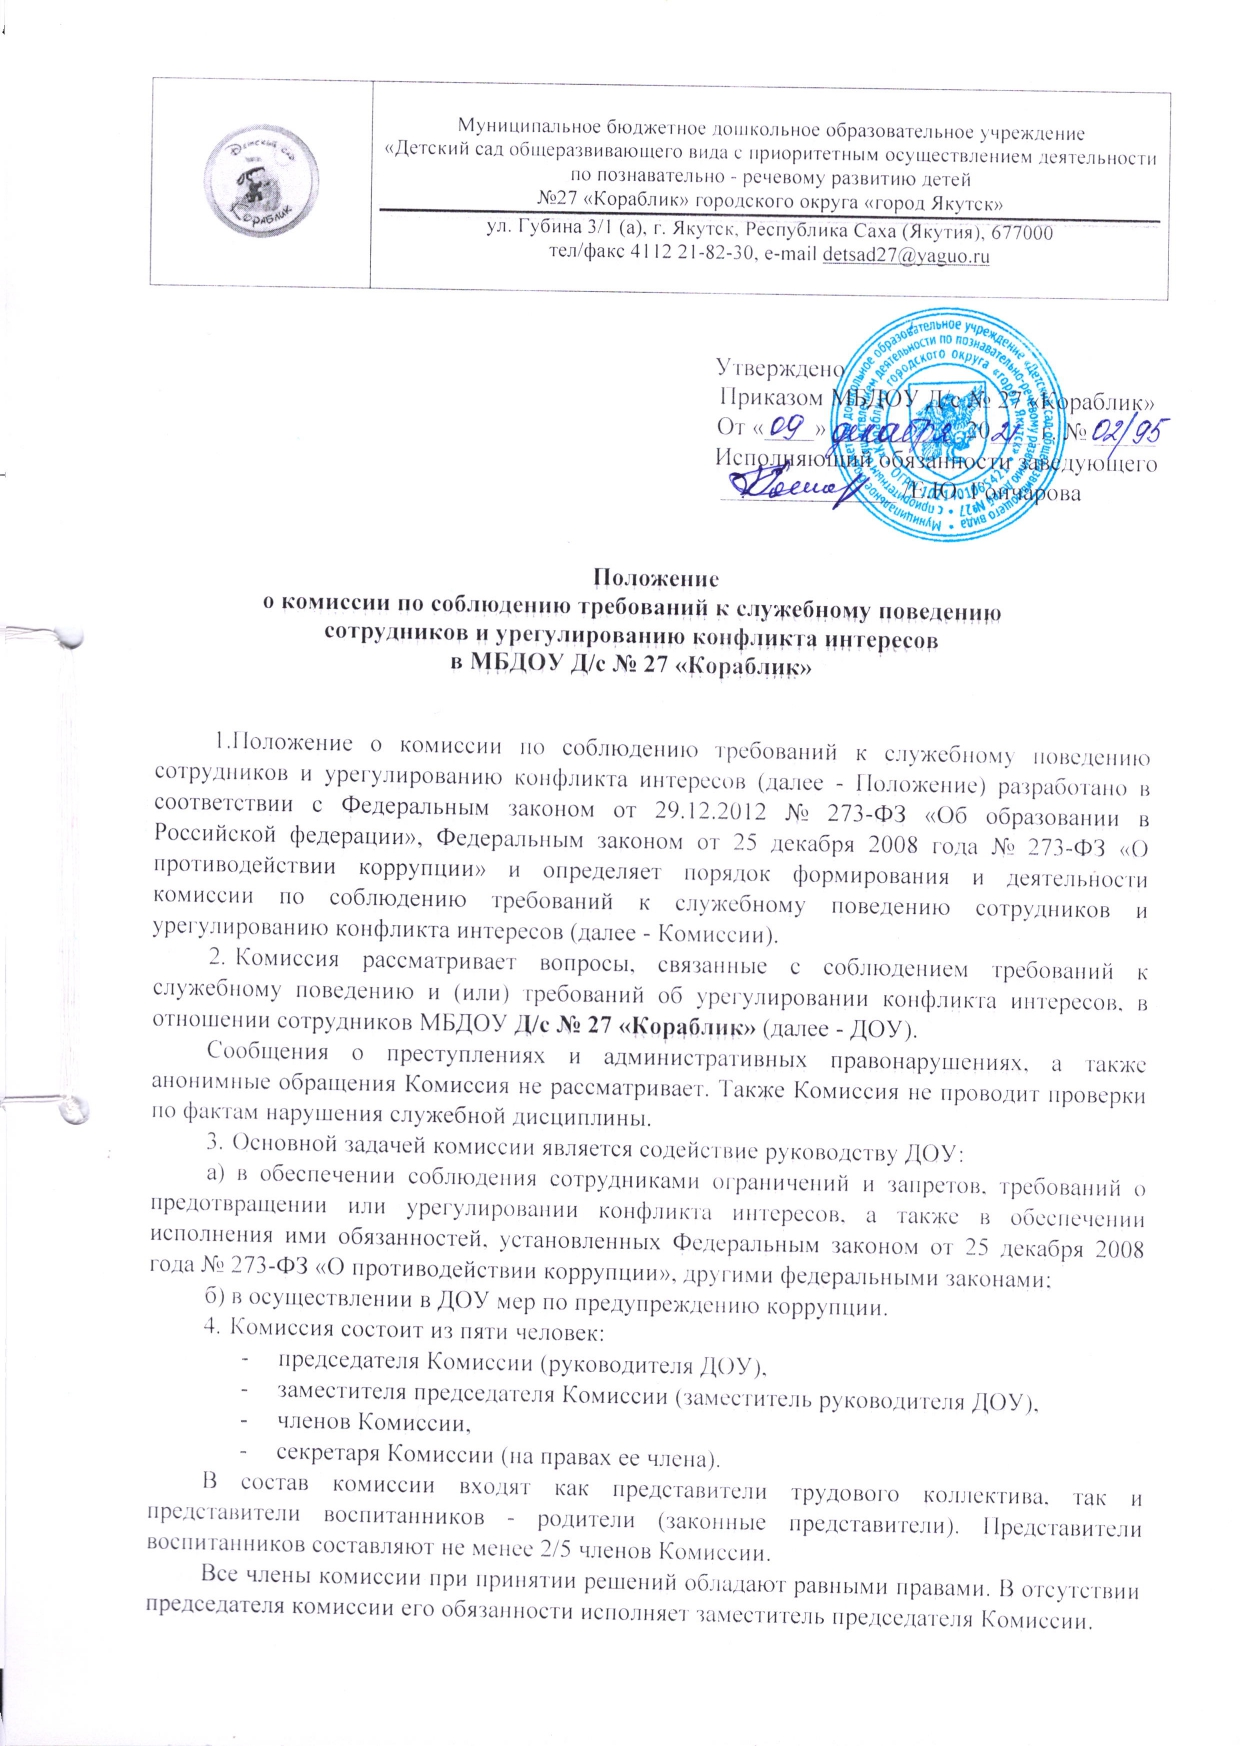 Детский сад
Кораблик
Муниципальное бюджетное дошкольное образовательное учреждение
«Детский сад общеразвивающего вида с приоритетным осуществлением деятельности
по познавательно - речевому развитию детей
№27 «Кораблик» городского округа «город Якутск»
ул. Губина 3/1 (а), г. Якутск, Республика Саха (Якутия), 677000
тел/факс 4112 21-82-30, e-mail detsad27@yaguo.ru
Утверждено
Приказом МБДОУ Д/с № 27 «Кораблик»
От «09» декабря 2021 г. № 02/95
Исполняющий обязанности заведующего
Гончарова
Положение
о комиссии по соблюдению требований к служебному поведению
сотрудников и урегулированию конфликта интересов
в МБДОУ Д/с № 27 «Кораблик»
1.Положение о комиссии по соблюдению требований к служебному поведению
сотрудников и урегулированию конфликта интересов (далее - Положение) разработано в
соответствии с Федеральным законом от 29.12.2012 № 273-ФЗ «Об образовании в
Российской федерации», Федеральным законом от 25 декабря 2008 года № 273-ФЗ «О
противодействии коррупции» и определяет порядок формирования и деятельности
комиссии по соблюдению требований к служебному поведению сотрудников и
урегулированию конфликта интересов (далее - Комиссии).
2. Комиссия рассматривает вопросы, связанные с соблюдением требований к
служебному поведению и (или) требований об урегулировании конфликта интересов, в
отношении сотрудников МБДОУ Д/с № 27 «Кораблик» (далее - ДОУ).
Сообщения о преступлениях и административных правонарушениях, а также
анонимные обращения Комиссия не рассматривает. Также Комиссия не проводит проверки
по фактам нарушения служебной дисциплины.
3. Основной задачей комиссии является содействие руководству ДОУ:
а) в обеспечении соблюдения сотрудниками ограничений и запретов, требований о
предотвращении или урегулировании конфликта интересов, а также в обеспечении
исполнения ими обязанностей, установленных Федеральным законом от 25 декабря 2008
года № 273-ФЗ «О противодействии коррупции», другими федеральными законами;
б) в осуществлении в ДОУ мер по предупреждению коррупции.
4. Комиссия состоит из пяти человек:
- председателя Комиссии (руководителя ДОУ),
- заместителя председателя Комиссии (заместитель руководителя ДОУ),
- членов Комиссии,
- секретаря Комиссии (на правах ее члена).
В состав комиссии входят как представители трудового коллектива, так и
представители воспитанников - родители (законные представители). Представители
воспитанников составляют не менее 2/5 членов Комиссии.
Все члены комиссии при принятии решений обладают равными правами. В отсутствии
председателя комиссии его обязанности исполняет заместитель председателя Комиссии.